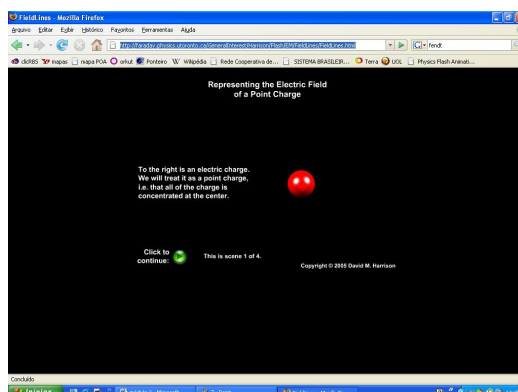 FieldLines - Mozilla Firefox
Arquivo Editar Exibir Histórico Favoritos Ferramentas Ajuda
http://faraday.physics.utoronto.ca/GeneralInterest/Harrison/Flash/EM/FieldLines/FieldLines.html
fendt
clicRBS mapas mapa POA orkut Ponteiro Wikipédia Rede Cooperativa de... SISTEMA BRASILEIR... Terra UOL Physics Flash Animati...
Representing the Electric Field
of a Point Charge
To the right is an electric charge.
We will treat it as a point charge,
i.e. that all of the charge is
concentrated at the center.
Click to
continue:
This is scene 1 of 4.
Copyright © 2005 David M. Harrison
Concluído